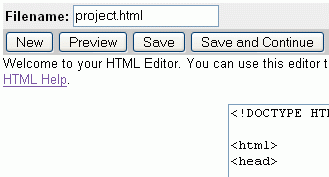 Filename: project.html
New Preview Save Save and Continue
Welcome to your HTML Editor. You can use this editor t
HTML Help.
<!DOCTYPE HT
<html>
<head>